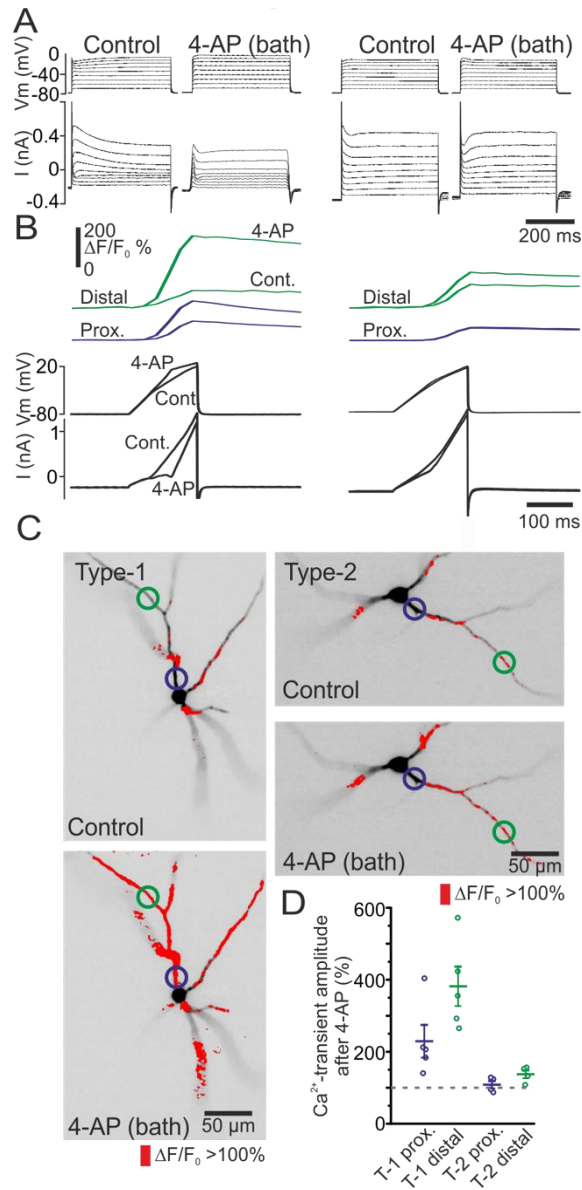 A
Control
4-AP (bath)
Control
4-AP (bath)
Vm (mV)
0
-40
-80
I (nA)
0.4
0
-0.4
200 ms
B
200
ΔF/F0 %
0
4-AP
Cont.
Distal
Prox.
Distal
Prox.
Vm (mV)
20
-80
4-AP
Cont.
I (nA)
1
0
Cont.
4-AP
100 ms
C
Type-1
Control
Type-2
Control
4-AP (bath)
50 µm
ΔF/F0 >100%
4-AP (bath)
50 µm
ΔF/F0 >100%
D
Ca2+-transient amplitude
after 4-AP (%)
600
400
200
0
T-1 prox.
T-1 distal
T-2 prox.
T-2 distal